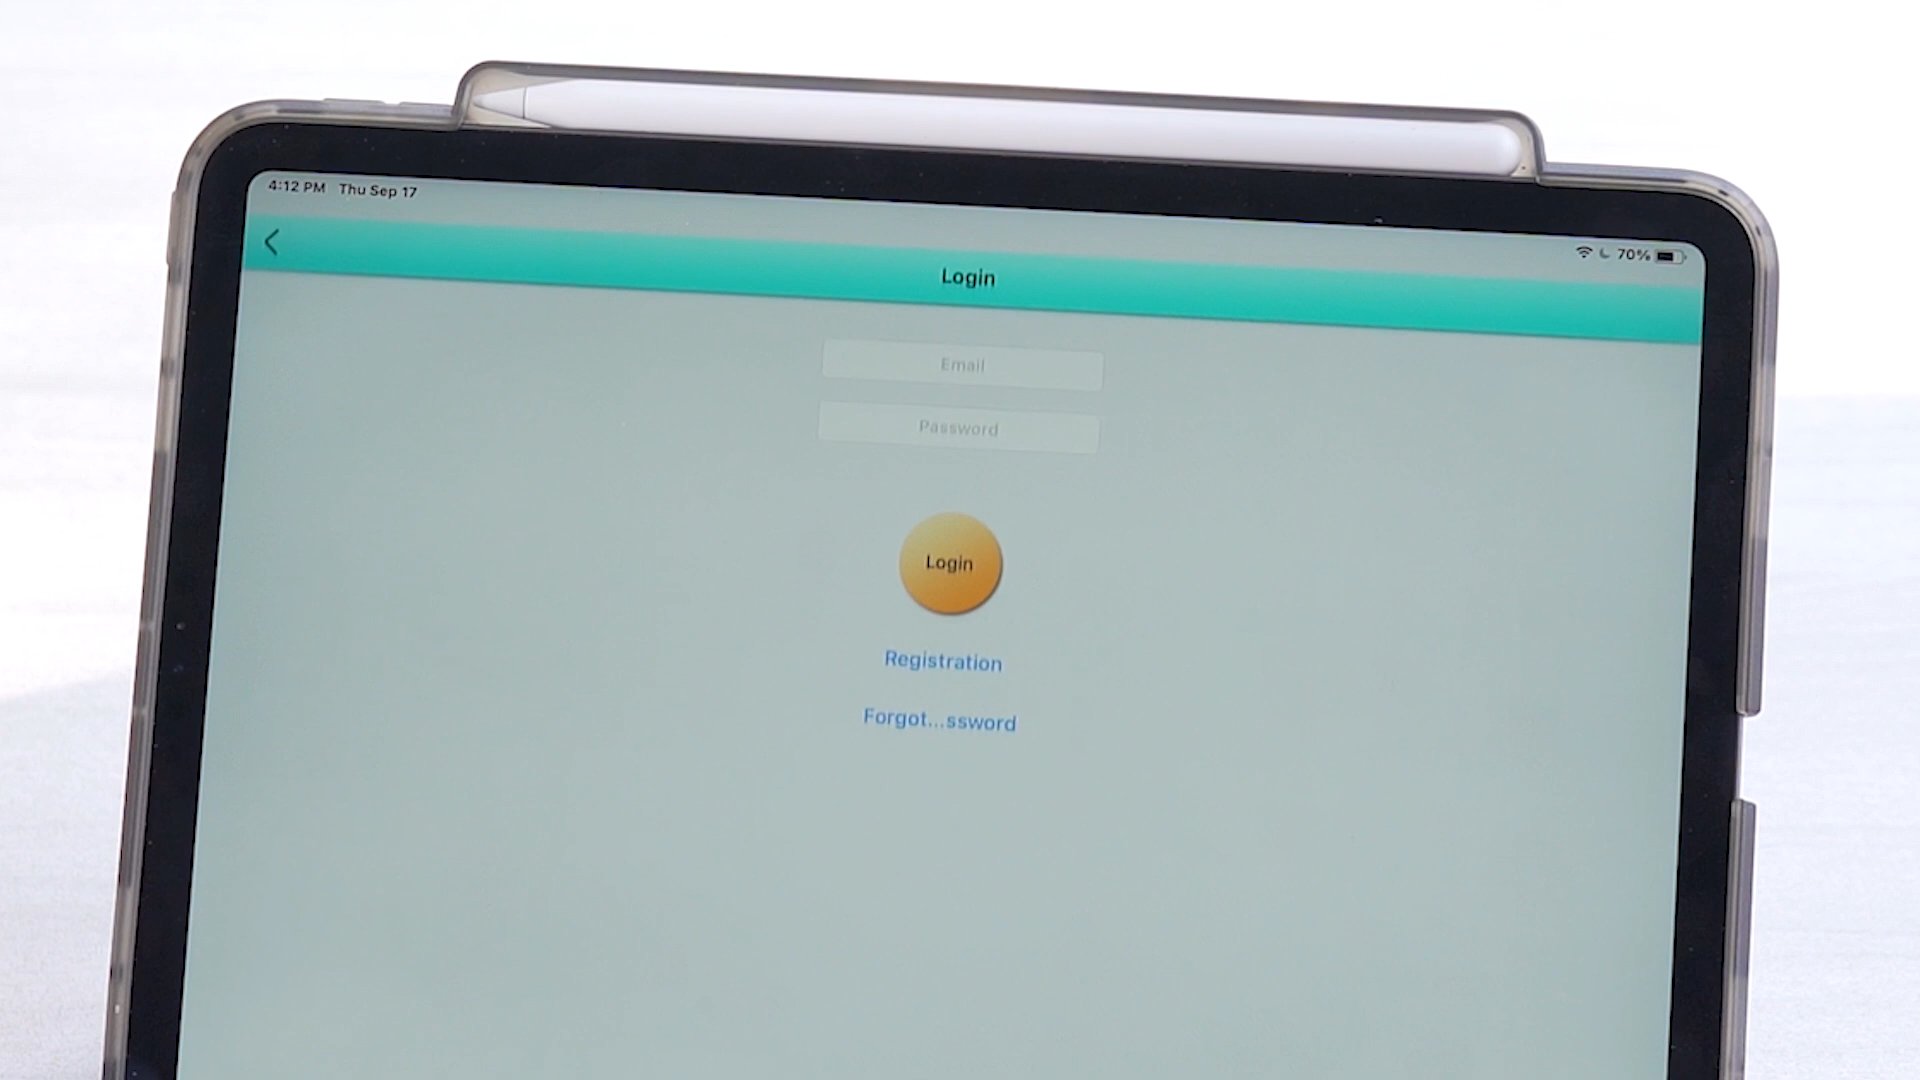 4:12 PM Thu Sep 17
70%
Login
Email
Password
Login
Registration
Forgot...ssword